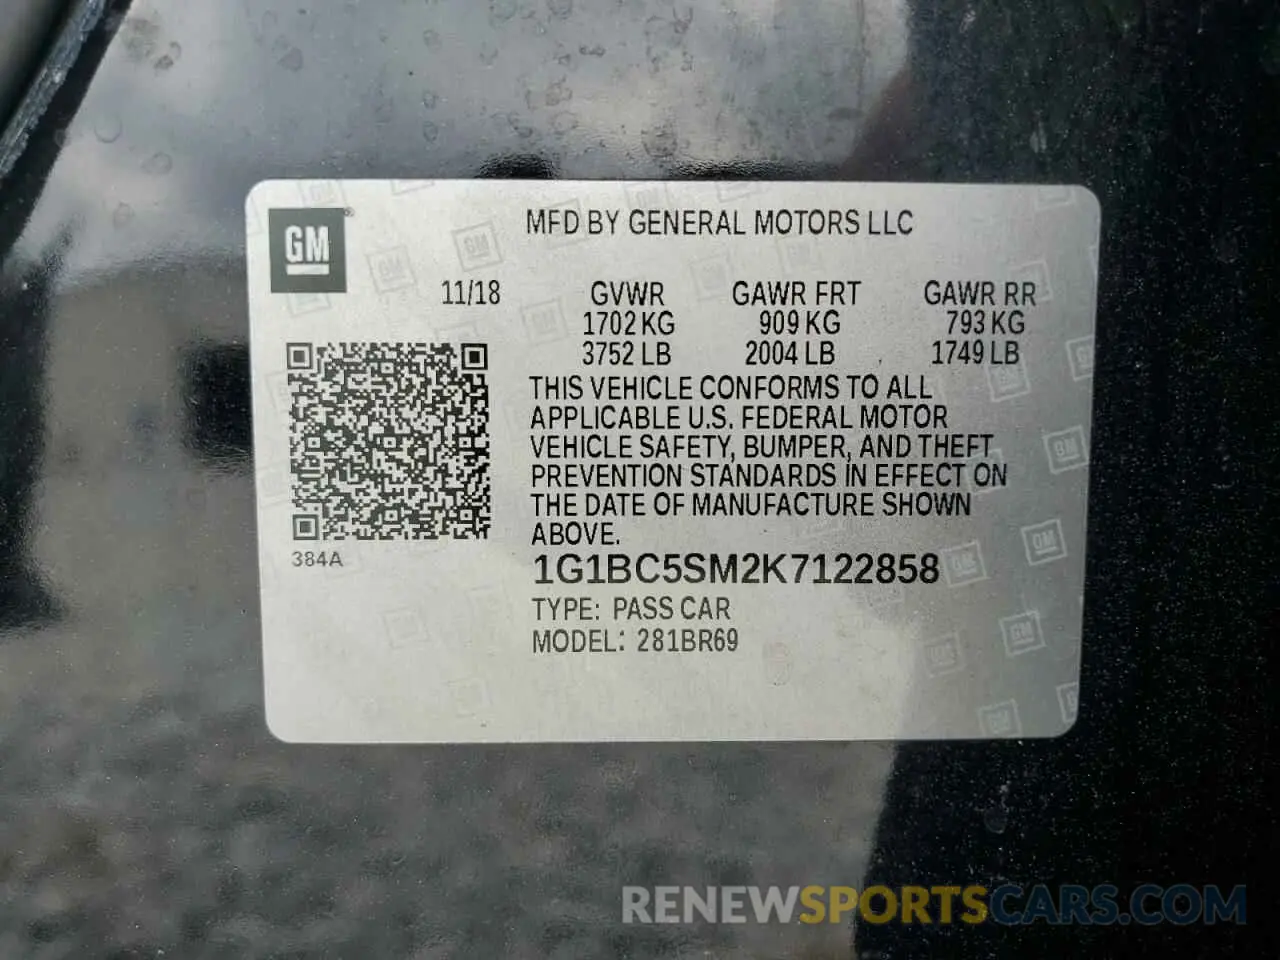 GM®
MFD BY GENERAL MOTORS LLC
11/18 GVWR GAWR FRT GAWR RR
1702 KG 909 KG 793 KG
3752 LB 2004 LB 1749 LB
THIS VEHICLE CONFORMS TO ALL
APPLICABLE U.S. FEDERAL MOTOR
VEHICLE SAFETY, BUMPER, AND THEFT
PREVENTION STANDARDS IN EFFECT ON
THE DATE OF MANUFACTURE SHOWN
ABOVE.
384A
1G1BC5SM2K7122858
TYPE: PASS CAR
MODEL: 281BR69
RENEWSPORTSCARS.COM